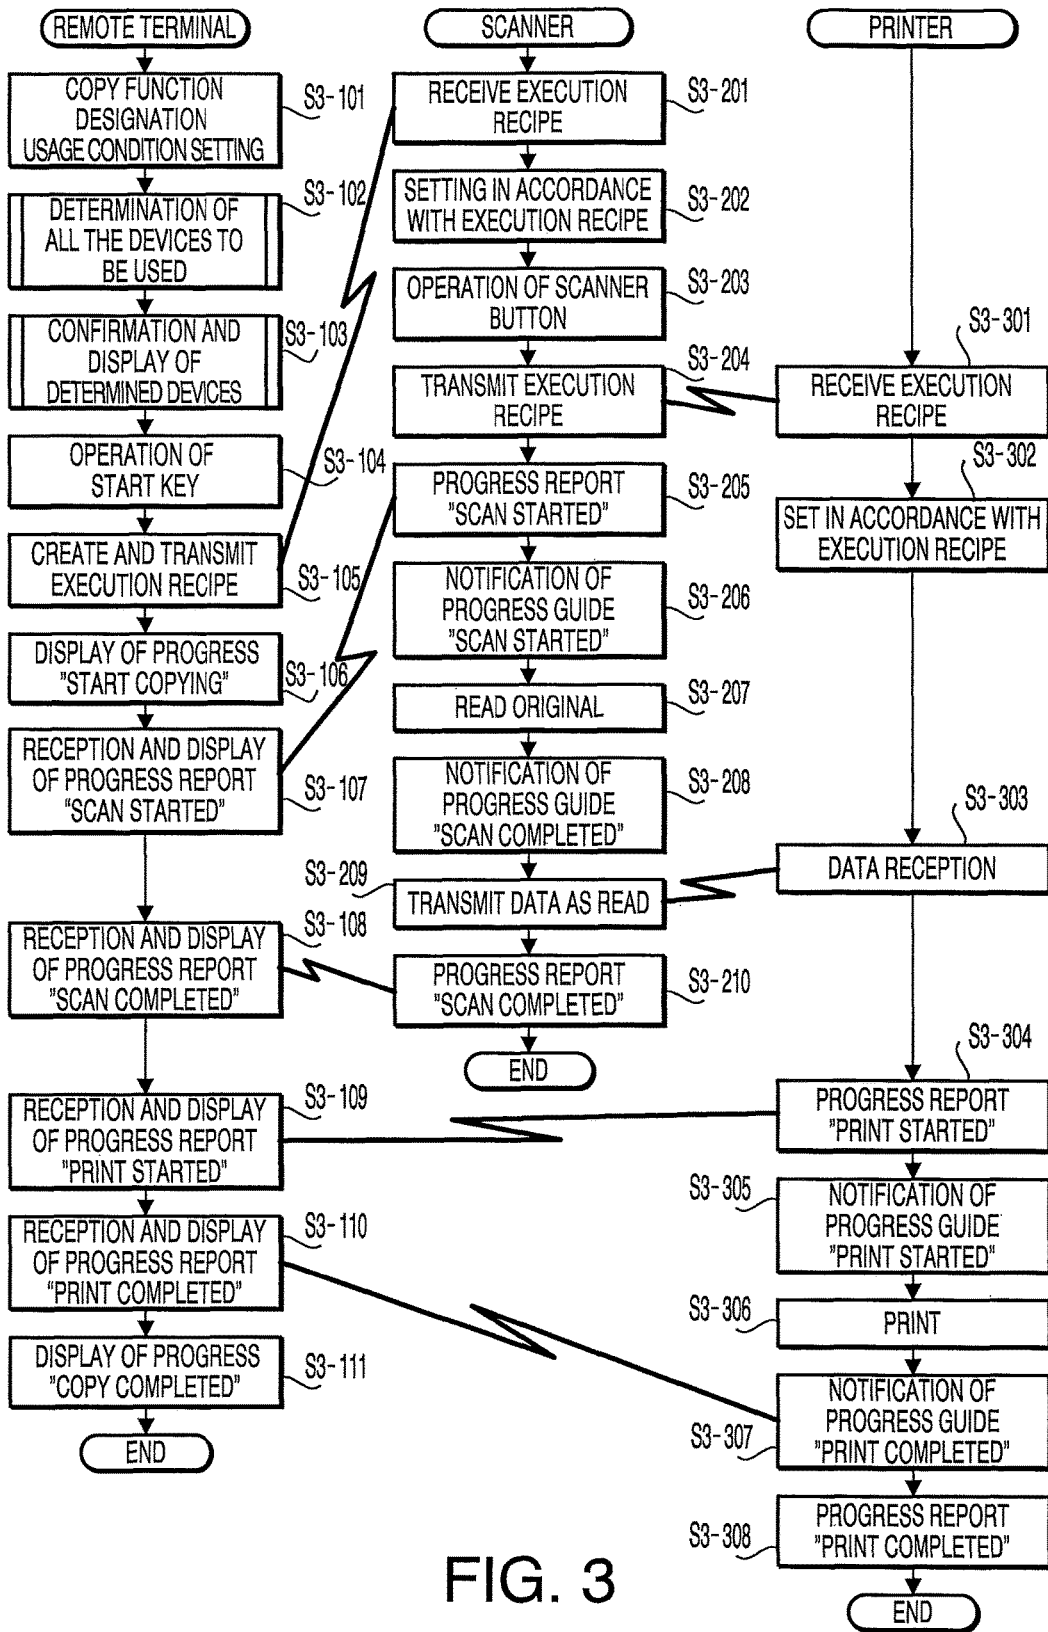 REMOTE TERMINAL
COPY FUNCTION
DESIGNATION
USAGE CONDITION SETTING
S3-101
DETERMINATION OF
ALL THE DEVICES TO
BE USED
S3-102
CONFIRMATION AND
DISPLAY OF
DETERMINED DEVICES
S3-103
OPERATION OF
START KEY
S3-104
CREATE AND TRANSMIT
EXECUTION RECIPE
S3-105
DISPLAY OF PROGRESS
"START COPYING"
S3-106
RECEPTION AND DISPLAY
OF PROGRESS REPORT
"SCAN STARTED"
S3-107
RECEPTION AND DISPLAY
OF PROGRESS REPORT
"SCAN COMPLETED"
S3-108
RECEPTION AND DISPLAY
OF PROGRESS REPORT
"PRINT STARTED"
S3-109
RECEPTION AND DISPLAY
OF PROGRESS REPORT
"PRINT COMPLETED"
S3-110
DISPLAY OF PROGRESS
"COPY COMPLETED"
S3-111
END
SCANNER
RECEIVE EXECUTION
RECIPE
S3-201
SETTING IN ACCORDANCE
WITH EXECUTION RECIPE
S3-202
OPERATION OF SCANNER
BUTTON
S3-203
TRANSMIT EXECUTION
RECIPE
S3-204
PROGRESS REPORT
"SCAN STARTED"
S3-205
NOTIFICATION OF
PROGRESS GUIDE
"SCAN STARTED"
S3-206
READ ORIGINAL
S3-207
NOTIFICATION OF
PROGRESS GUIDE
"SCAN COMPLETED"
S3-208
S3-209
TRANSMIT DATA AS READ
PROGRESS REPORT
"SCAN COMPLETED"
S3-210
END
PRINTER
S3-301
RECEIVE EXECUTION
RECIPE
S3-302
SET IN ACCORDANCE WITH
EXECUTION RECIPE
S3-303
DATA RECEPTION
S3-304
PROGRESS REPORT
"PRINT STARTED"
S3-305
NOTIFICATION OF
PROGRESS GUIDE
"PRINT STARTED"
S3-306
PRINT
NOTIFICATION OF
PROGRESS GUIDE
"PRINT COMPLETED"
S3-307
PROGRESS REPORT
"PRINT COMPLETED"
S3-308
END
FIG. 3